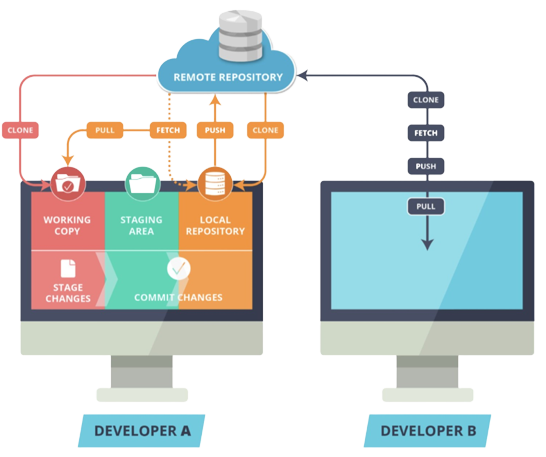 REMOTE REPOSITORY
CLONE
PULL
FETCH
PUSH
CLONE
WORKING
COPY
STAGING
AREA
LOCAL
REPOSITORY
STAGE
CHANGES
COMMIT CHANGES
DEVELOPER A
CLONE
FETCH
PUSH
PULL
DEVELOPER B